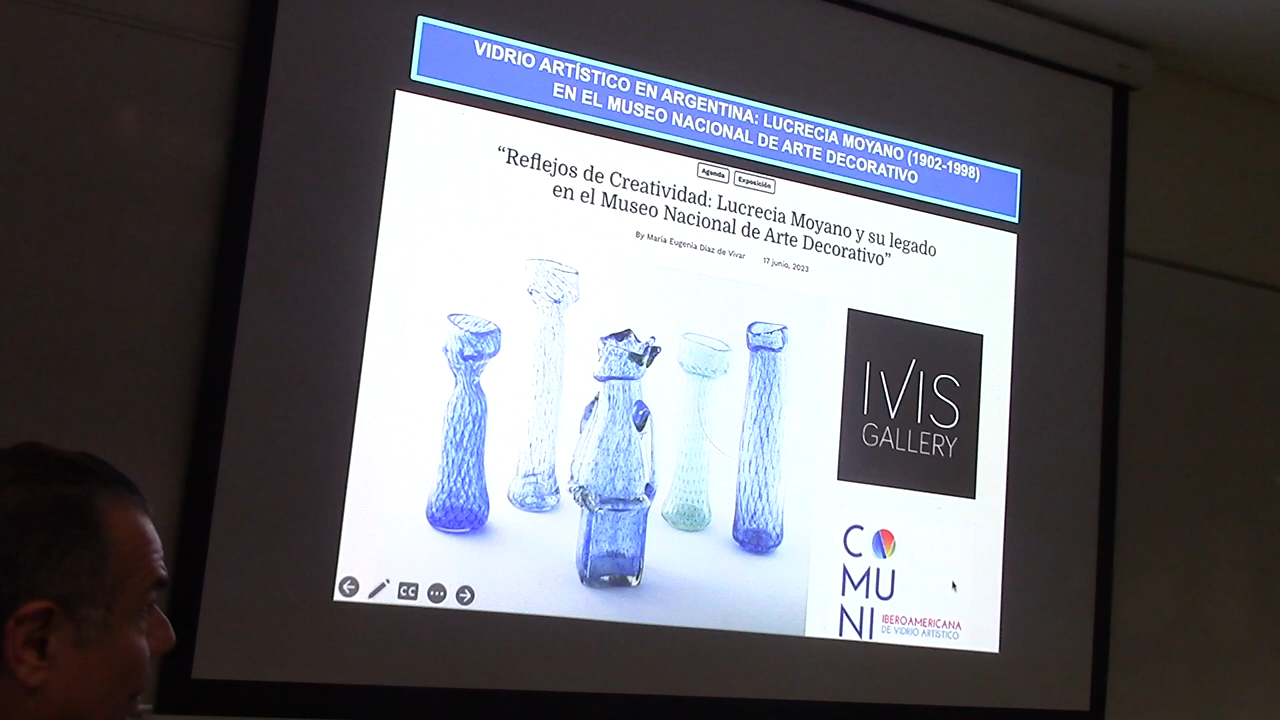 VIDRIO ARTÍSTICO EN ARGENTINA: LUCRECIA MOYANO (1902-1998)
EN EL MUSEO NACIONAL DE ARTE DECORATIVO
Agenda Exposición
“Reflejos de Creatividad: Lucrecia Moyano y su legado
en el Museo Nacional de Arte Decorativo”
By María Eugenia Díaz de Vivar 17 junio, 2023
IVIS
GALLERY
CO
MU
NI
IBEROAMERICANA
DE VIDRIO ARTÍSTICO
CC